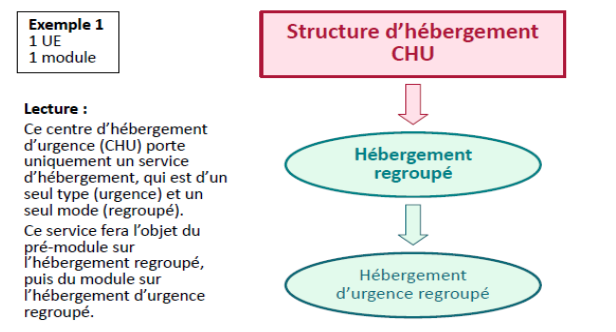 Exemple 1
1 UE
1 module
Structure d’hébergement
CHU
Lecture :
Ce centre d’hébergement
d’urgence (CHU) porte
uniquement un service
d’hébergement, qui est d’un
seul type (urgence) et un
seul mode (regroupé).
Ce service fera l’objet du
pré-module sur
l’hébergement regroupé,
puis du module sur
l’hébergement d’urgence
regroupé.
Hébergement
regroupé
Hébergement
d’urgence regroupé